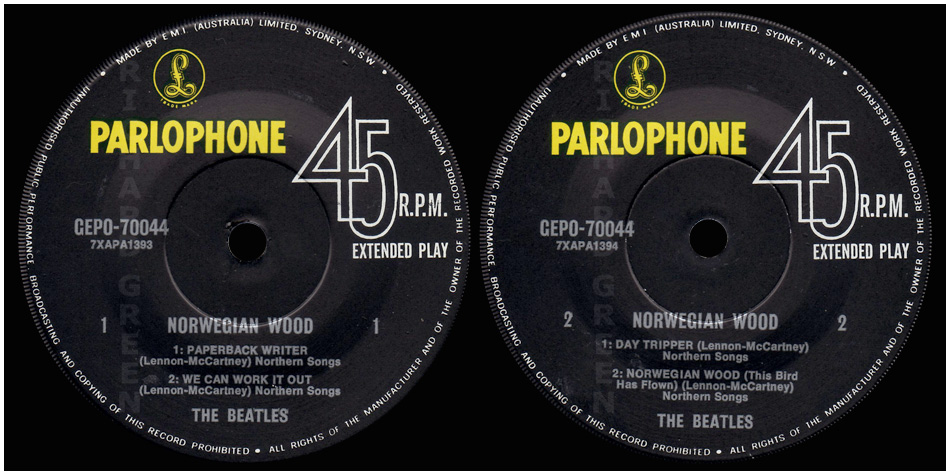 MADE BY E M I (AUSTRALIA) LIMITED, SYDNEY, N S W •
UNAUTHORISED PUBLIC PERFORMANCE, BROADCASTING AND COPYING OF THIS RECORD PROHIBITED • ALL RIGHTS OF THE MANUFACTURER AND OF THE OWNER OF THE RECORDED WORK RESERVED •
£
TRADE MARK
PARLOPHONE
45
R.P.M.
EXTENDED PLAY
GEPO-70044
7XAPA1393
1 NORWEGIAN WOOD 1
1: PAPERBACK WRITER
(Lennon-McCartney) Northern Songs
2: WE CAN WORK IT OUT
(Lennon-McCartney) Northern Songs
THE BEATLES
RICHARD GREEN
MADE BY E M I (AUSTRALIA) LIMITED, SYDNEY, N S W •
UNAUTHORISED PUBLIC PERFORMANCE, BROADCASTING AND COPYING OF THIS RECORD PROHIBITED • ALL RIGHTS OF THE MANUFACTURER AND OF THE OWNER OF THE RECORDED WORK RESERVED •
£
TRADE MARK
PARLOPHONE
45
R.P.M.
EXTENDED PLAY
GEPO-70044
7XAPA1394
2 NORWEGIAN WOOD 2
1: DAY TRIPPER (Lennon-McCartney)
Northern Songs
2: NORWEGIAN WOOD (This Bird
Has Flown) (Lennon-McCartney)
Northern Songs
THE BEATLES
RICHARD GREEN